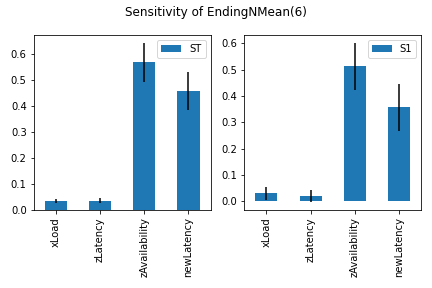 Sensitivity of EndingNMean(6)
ST
0.6
0.5
0.4
0.3
0.2
0.1
0.0
xLoad
zLatency
zAvailability
newLatency
S1
0.6
0.5
0.4
0.3
0.2
0.1
0.0
xLoad
zLatency
zAvailability
newLatency